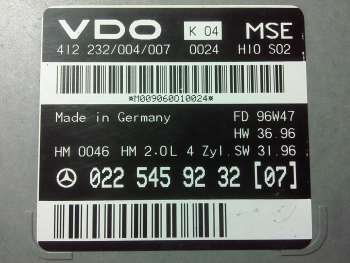 VDO K 04 MSE
412 232/004/007 0024 HIO S02
*M009060010024*
Made in Germany FD 96W47
HW 36.96
HM 0046 HM 2.0L 4 Zyl. SW 31.96
022 545 92 32 [07]